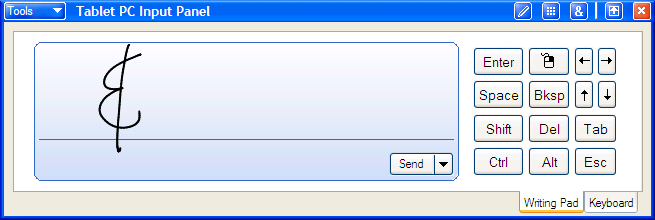 Tools Tablet PC Input Panel &
&
Enter ← →
Space Bksp ↑ ↓
Shift Del Tab
Send
Ctrl Alt Esc
Writing Pad Keyboard